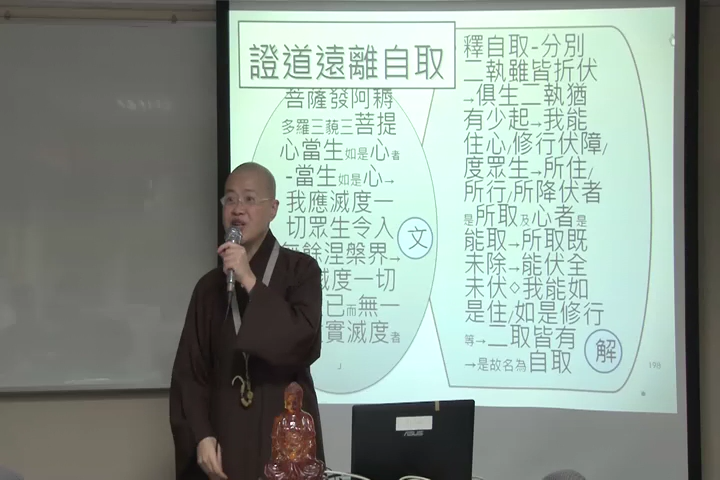 證道遠離自取
菩薩發阿耨
多羅三藐三菩提
心當生如是心者
-當生如是心→
我應滅度一
切眾生令入
無餘涅槃界→
滅度一切
已而無一
實滅度者
文
釋自取-分別
二執雖皆折伏
→俱生二執猶
有少起→我能
住心/修行伏障/
度眾生→所住/
所行/所降伏者
是所取及心者是
能取→所取既
未除→能伏全
未伏◇我能如
是住/如是修行
等→二取皆有
→是故名為自取
解
198
ASUS